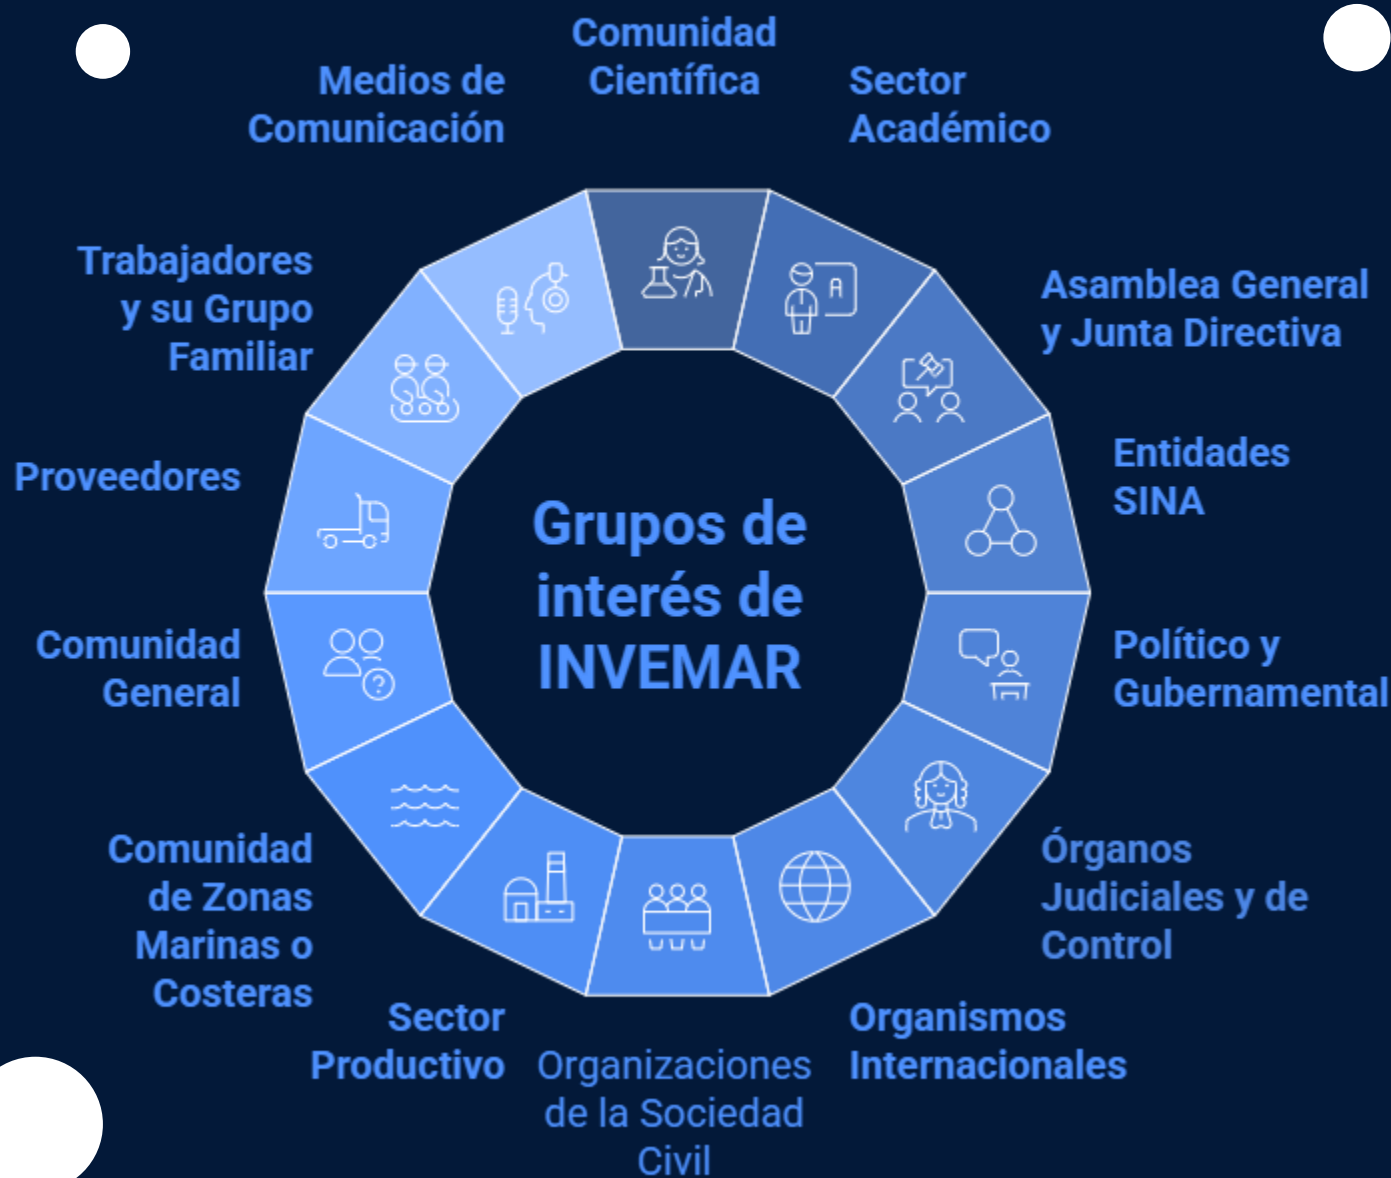 Comunidad
Científica
Sector
Académico
Asamblea General
y Junta Directiva
Entidades
SINA
Político y
Gubernamental
Órganos
Judiciales y de
Control
Organismos
Internacionales
Organizaciones
de la Sociedad
Civil
Sector
Productivo
Comunidad
de Zonas
Marinas o
Costeras
Comunidad
General
Proveedores
Trabajadores
y su Grupo
Familiar
Medios de
Comunicación
A
?
Grupos de
interés de
INVEMAR